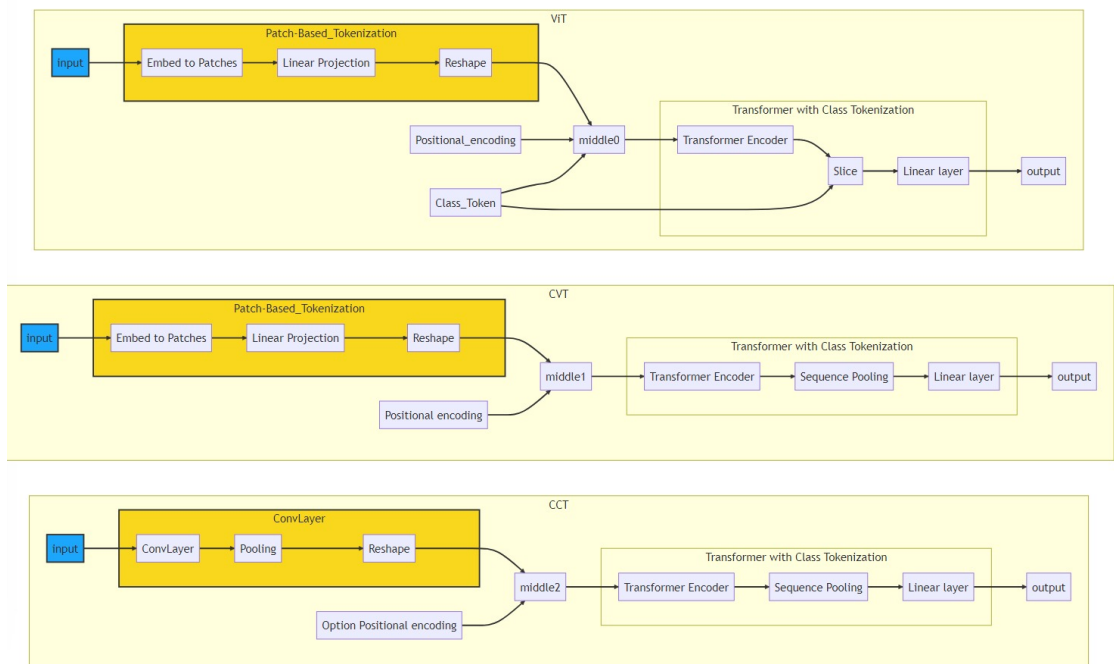 ViT
Patch-Based_Tokenization
input
Embed to Patches
Linear Projection
Reshape
Transformer with Class Tokenization
Positional_encoding
middle0
Transformer Encoder
Slice
Linear layer
output
Class_Token
CVT
Patch-Based_Tokenization
input
Embed to Patches
Linear Projection
Reshape
Transformer with Class Tokenization
middle1
Transformer Encoder
Sequence Pooling
Linear layer
output
Positional encoding
CCT
ConvLayer
input
ConvLayer
Pooling
Reshape
Transformer with Class Tokenization
middle2
Transformer Encoder
Sequence Pooling
Linear layer
output
Option Positional encoding